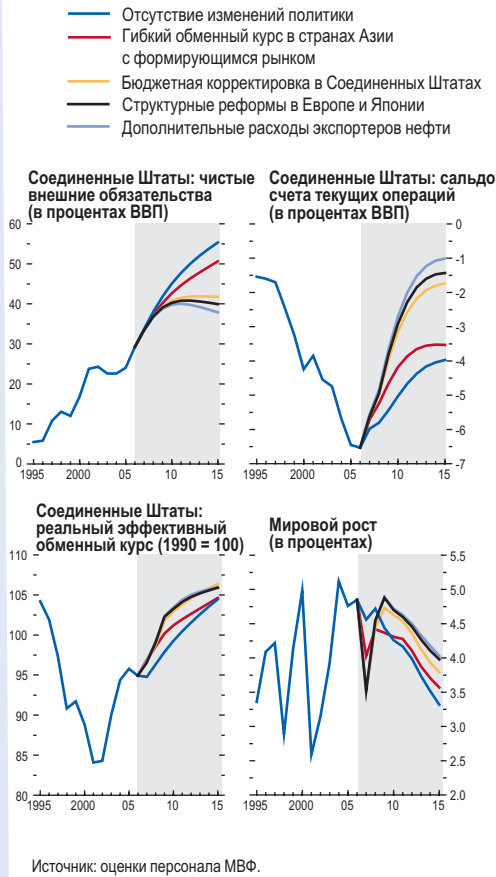 Отсутствие изменений политики
Гибкий обменный курс в странах Азии
с формирующимся рынком
Бюджетная корректировка в Соединенных Штатах
Структурные реформы в Европе и Японии
Дополнительные расходы экспортеров нефти
Соединенные Штаты: чистые
внешние обязательства
(в процентах ВВП)
60
50
40
30
20
10
0
1995 2000 05 10 15
Соединенные Штаты: сальдо
счета текущих операций
(в процентах ВВП)
0
-1
-2
-3
-4
-5
-6
-7
1995 2000 05 10 15
Соединенные Штаты:
реальный эффективный
обменный курс (1990 = 100)
110
105
100
95
90
85
80
1995 2000 05 10 15
Мировой рост
(в процентах)
5.5
5.0
4.5
4.0
3.5
3.0
2.5
2.0
1995 2000 05 10 15
Источник: оценки персонала МВФ.